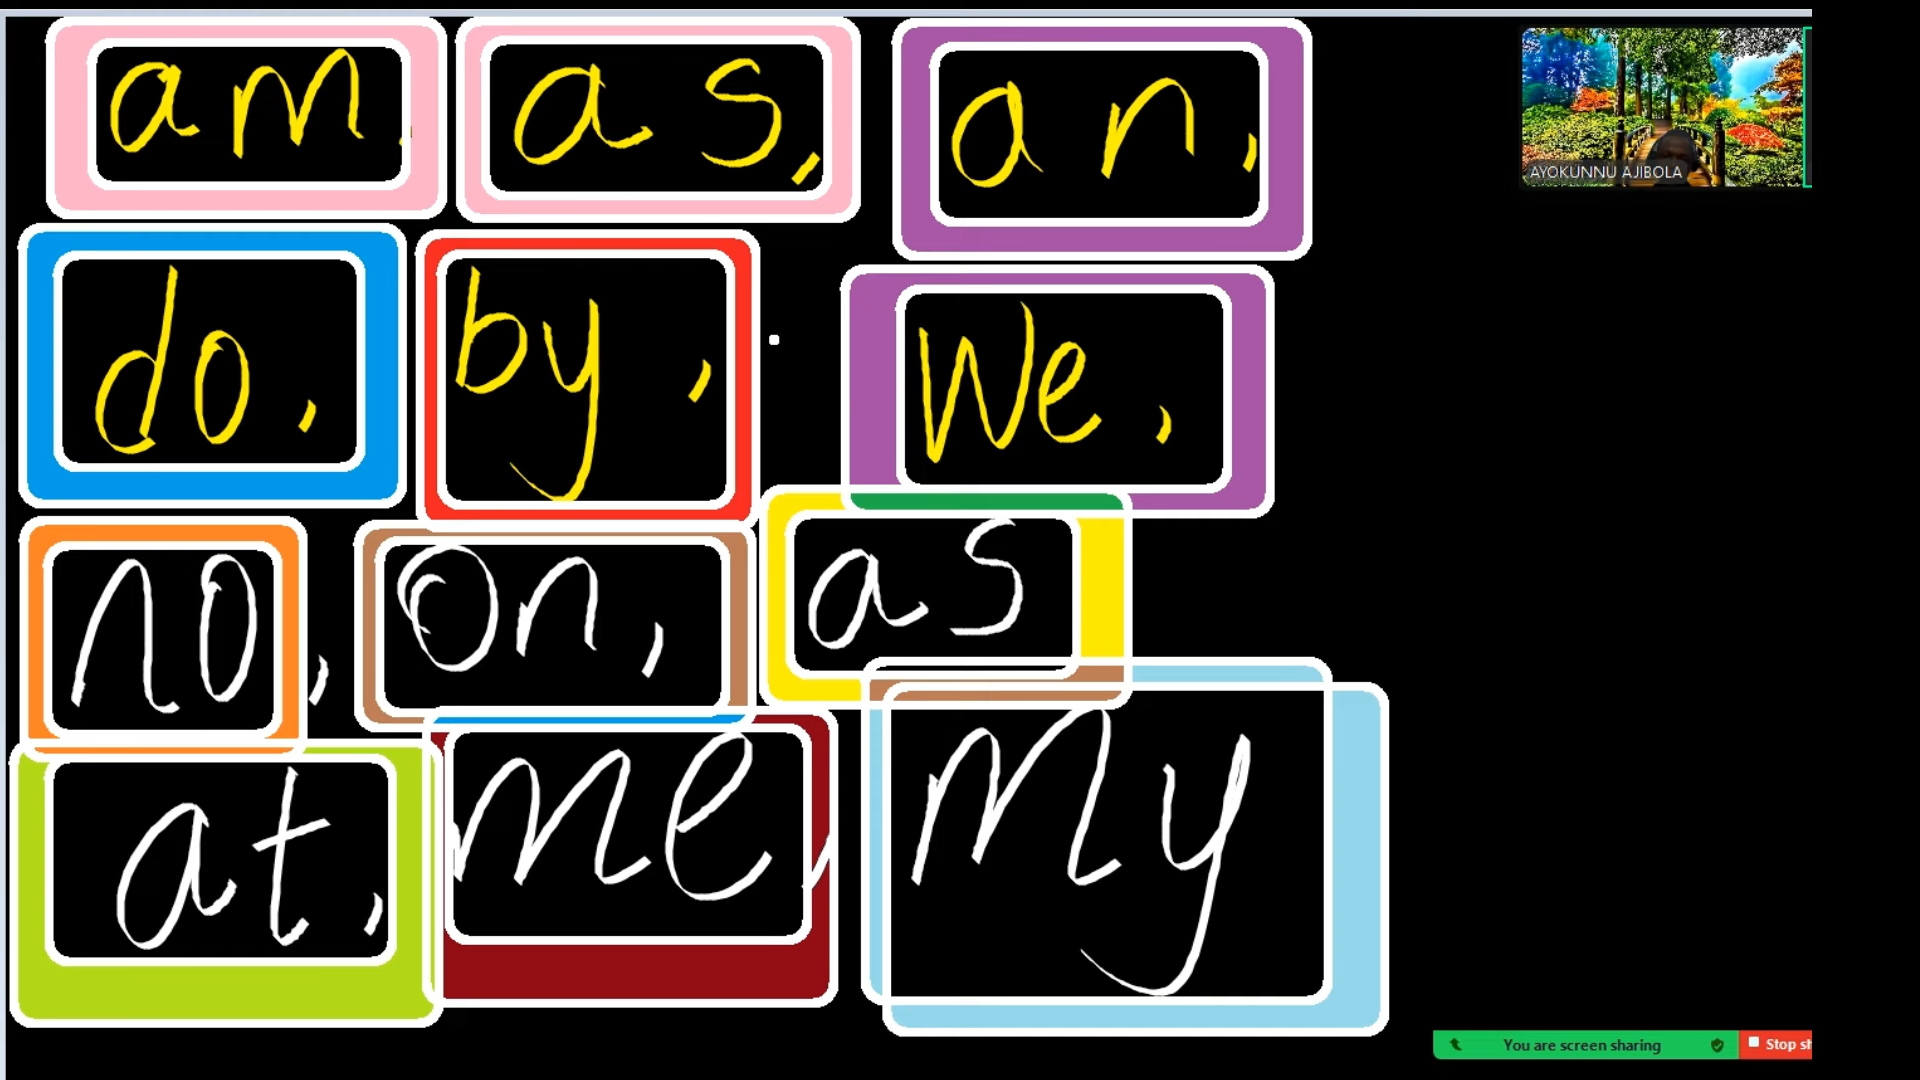 am, as, an,
do, by, We,
no, on, as
at, me, my
AYOKUNNU AJIBOLA
You are screen sharing
Stop sh